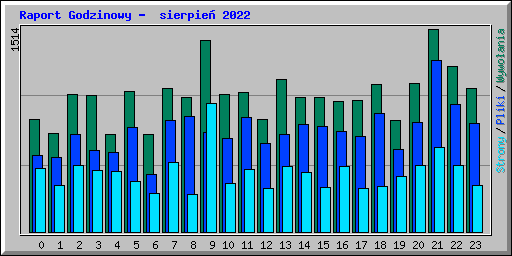 Raport Godzinowy -  sierpień 2022
1514
Strony/Pliki/Wywołania
0 1 2 3 4 5 6 7 8 9 10 11 12 13 14 15 16 17 18 19 20 21 22 23